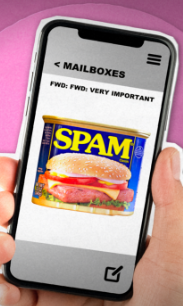 < MAILBOXES
FWD: FWD: VERY IMPORTANT
SPAM